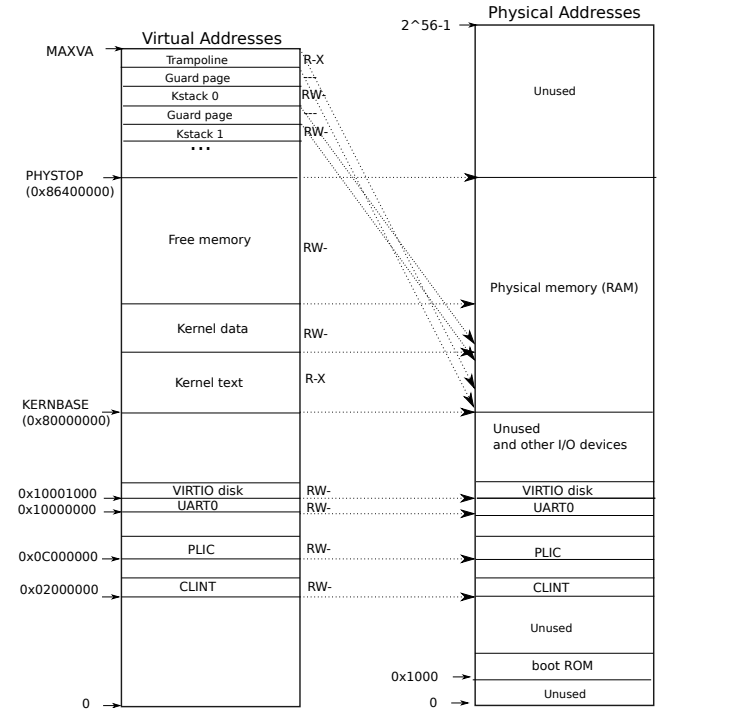 Physical Addresses
2^56-1
Virtual Addresses
MAXVA
Trampoline
R-X
Guard page
---
Unused
Kstack 0
RW-
Guard page
---
Kstack 1
RW-
...
PHYSTOP
(0x86400000)
Free memory
RW-
Physical memory (RAM)
Kernel data
RW-
Kernel text
R-X
KERNBASE
(0x80000000)
Unused
and other I/O devices
0x10001000
VIRTIO disk
RW-
VIRTIO disk
0x10000000
UART0
RW-
UART0
0x0C000000
PLIC
RW-
PLIC
0x02000000
CLINT
RW-
CLINT
Unused
boot ROM
0x1000
Unused
0
0